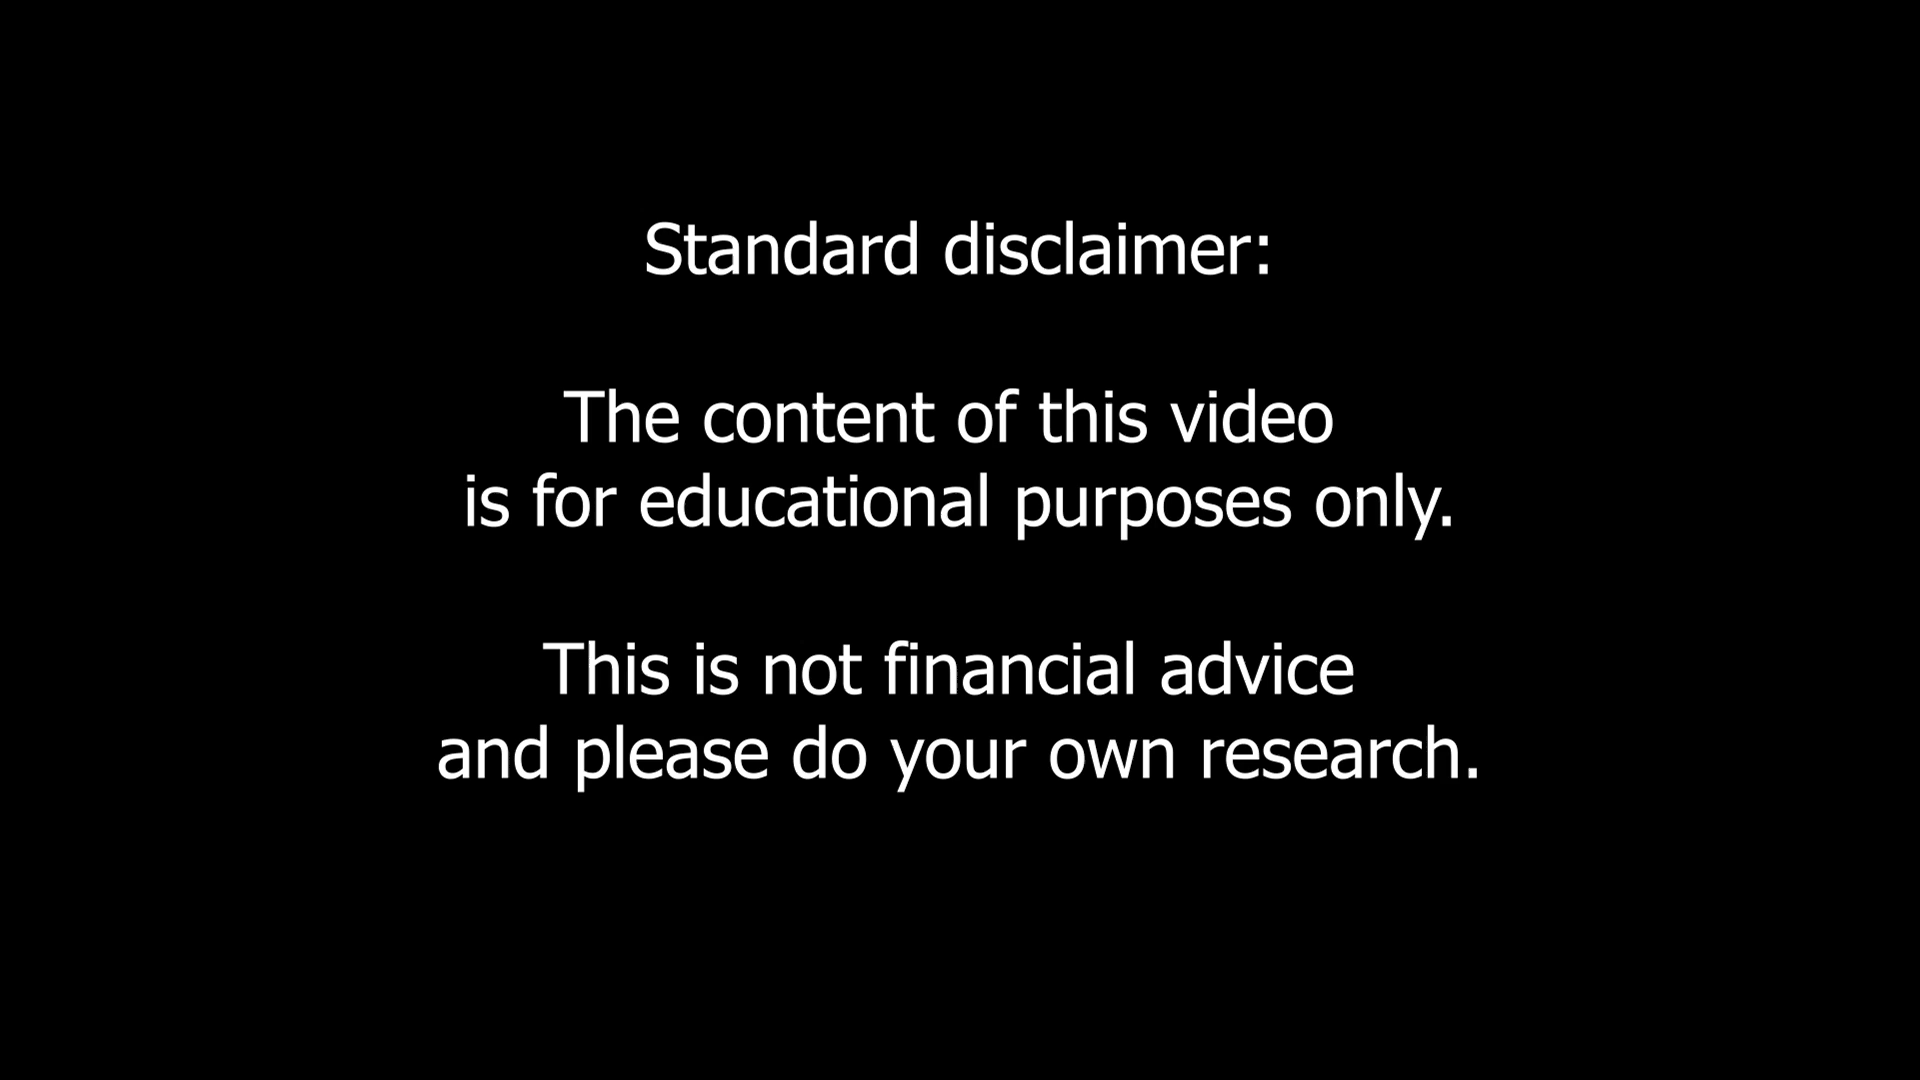 Standard disclaimer:
The content of this video
is for educational purposes only.
This is not financial advice
and please do your own research.